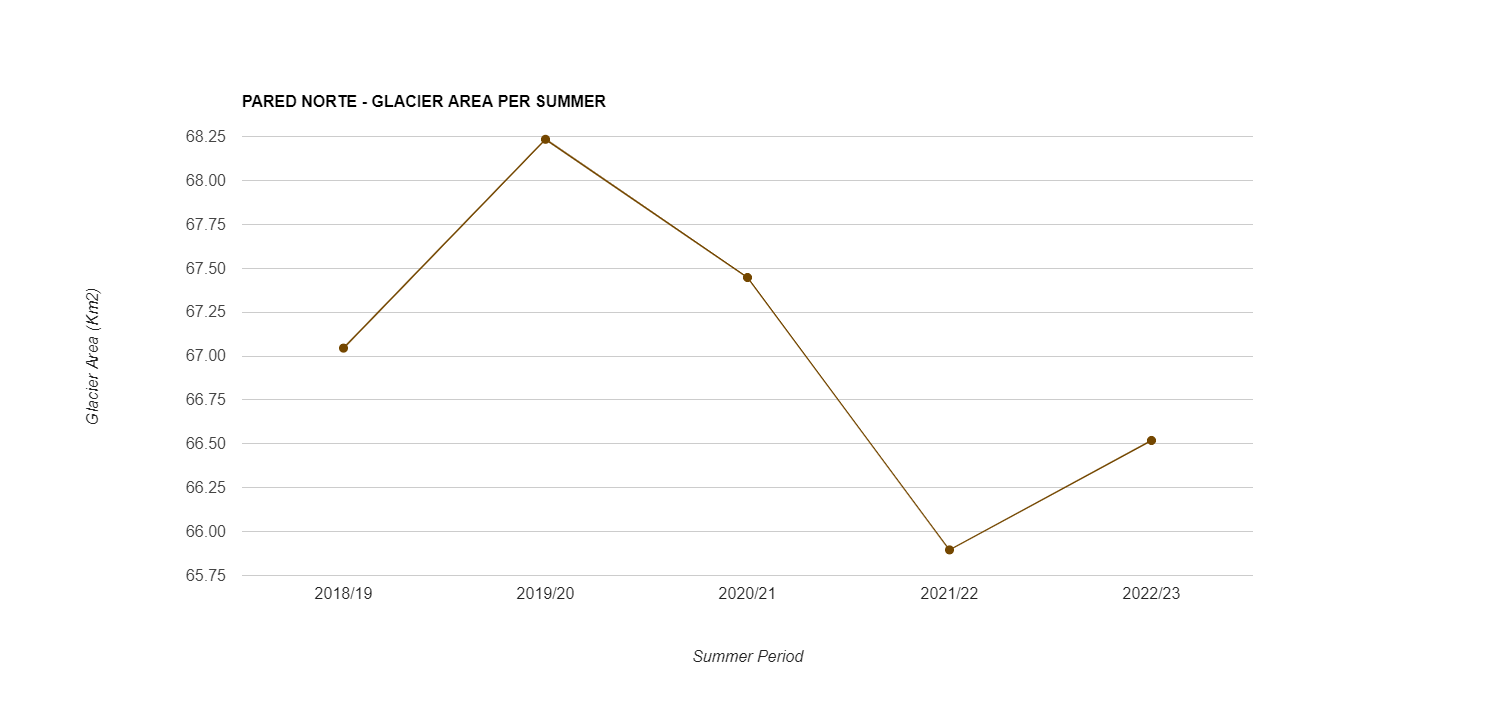 PARED NORTE - GLACIER AREA PER SUMMER
68.25
68.00
67.75
67.50
67.25
67.00
66.75
66.50
66.25
66.00
65.75
Glacier Area (Km2)
2018/19 2019/20 2020/21 2021/22 2022/23
Summer Period